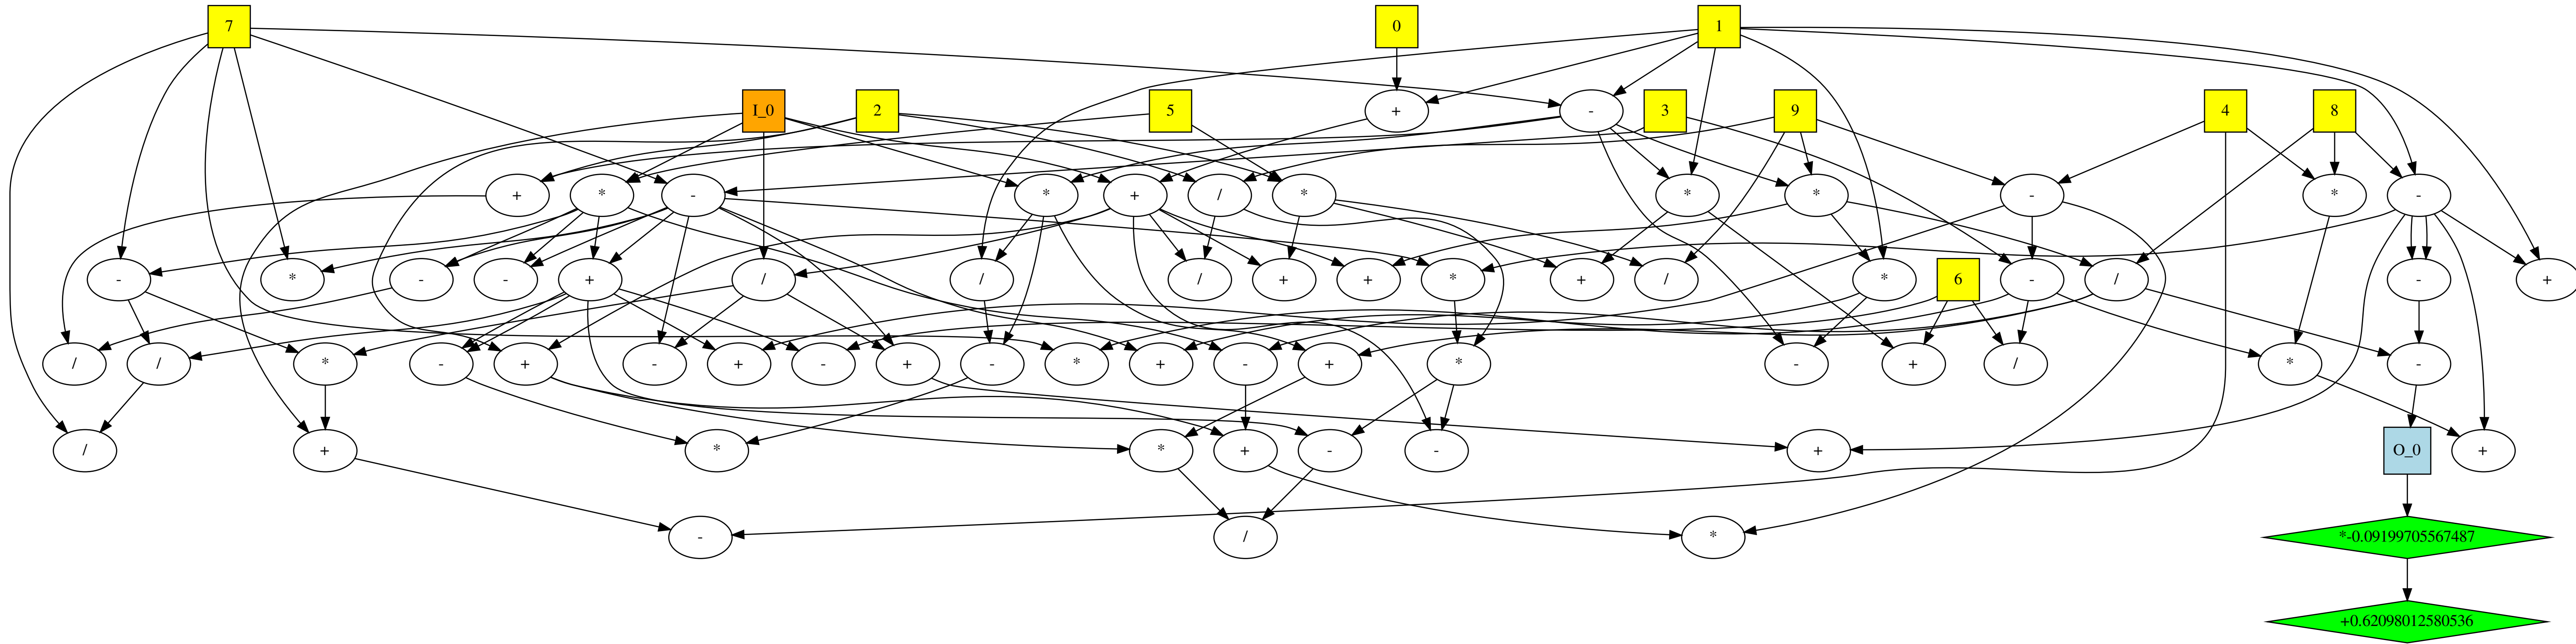 7 0 1
I_0 2 5 + - 3 9 4 8
+ * - * + / * * * - * -
- * - - + / / / + + * + / * - / - +
6
/ / * - + - + - + * + - + * - + / * -
/ + * * + - - + O_0 +
- / * *-0.09199705567487
+0.62098012580536